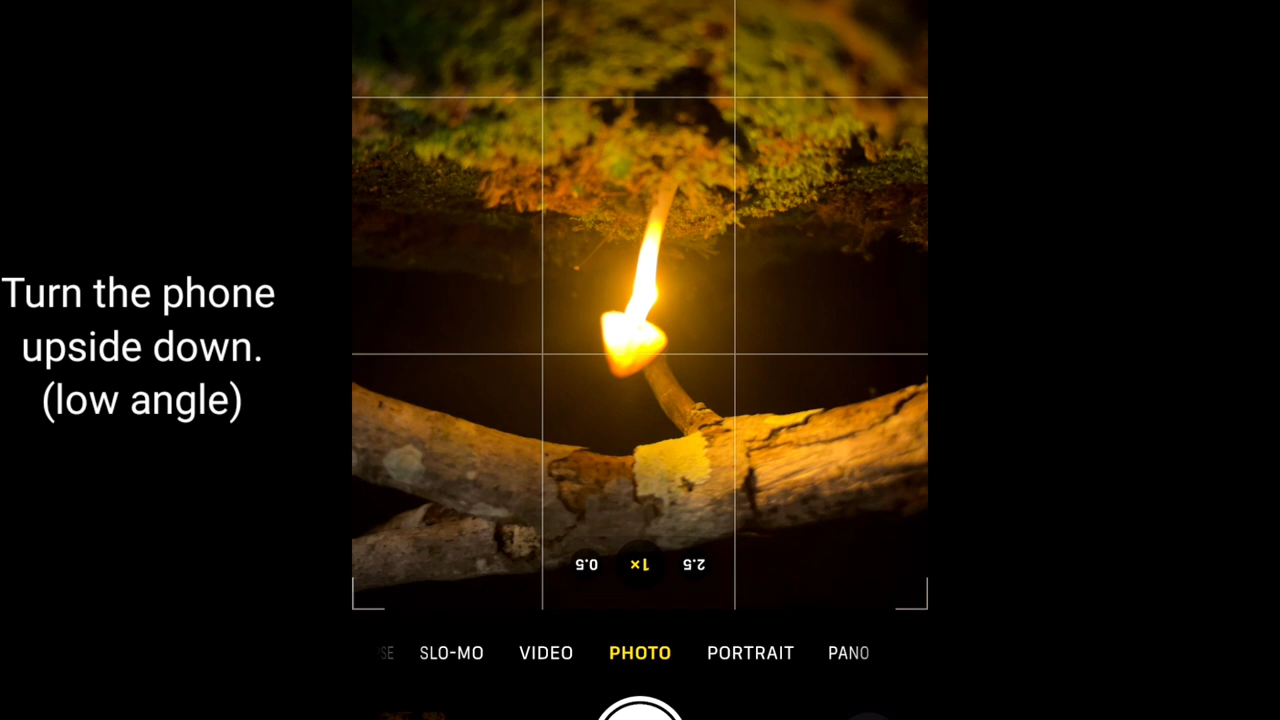 Turn the phone
upside down.
(low angle)
0.5 1× 2.5
SLO-MO VIDEO PHOTO PORTRAIT PANO